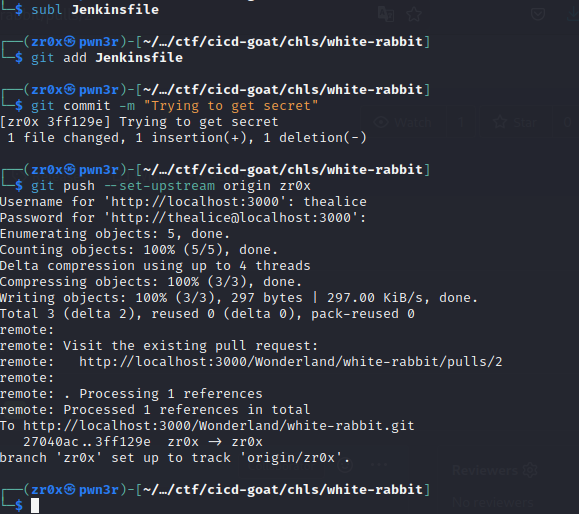 └─$ subl Jenkinsfile
┌──(zr0x㉿pwn3r)-[~/…/ctf/cicd-goat/chls/white-rabbit]
└─$ git add Jenkinsfile
┌──(zr0x㉿pwn3r)-[~/…/ctf/cicd-goat/chls/white-rabbit]
└─$ git commit -m "Trying to get secret"
[zr0x 3ff129e] Trying to get secret
 1 file changed, 1 insertion(+), 1 deletion(-)
┌──(zr0x㉿pwn3r)-[~/…/ctf/cicd-goat/chls/white-rabbit]
└─$ git push --set-upstream origin zr0x
Username for 'http://localhost:3000': thealice
Password for 'http://thealice@localhost:3000':
Enumerating objects: 5, done.
Counting objects: 100% (5/5), done.
Delta compression using up to 4 threads
Compressing objects: 100% (3/3), done.
Writing objects: 100% (3/3), 297 bytes | 297.00 KiB/s, done.
Total 3 (delta 2), reused 0 (delta 0), pack-reused 0
remote:
remote: Visit the existing pull request:
remote:   http://localhost:3000/Wonderland/white-rabbit/pulls/2
remote:
remote: . Processing 1 references
remote: Processed 1 references in total
To http://localhost:3000/Wonderland/white-rabbit.git
   27040ac..3ff129e  zr0x -> zr0x
branch 'zr0x' set up to track 'origin/zr0x'.
┌──(zr0x㉿pwn3r)-[~/…/ctf/cicd-goat/chls/white-rabbit]
└─$
Watch 1 Star 0
Reviewers
No reviewers